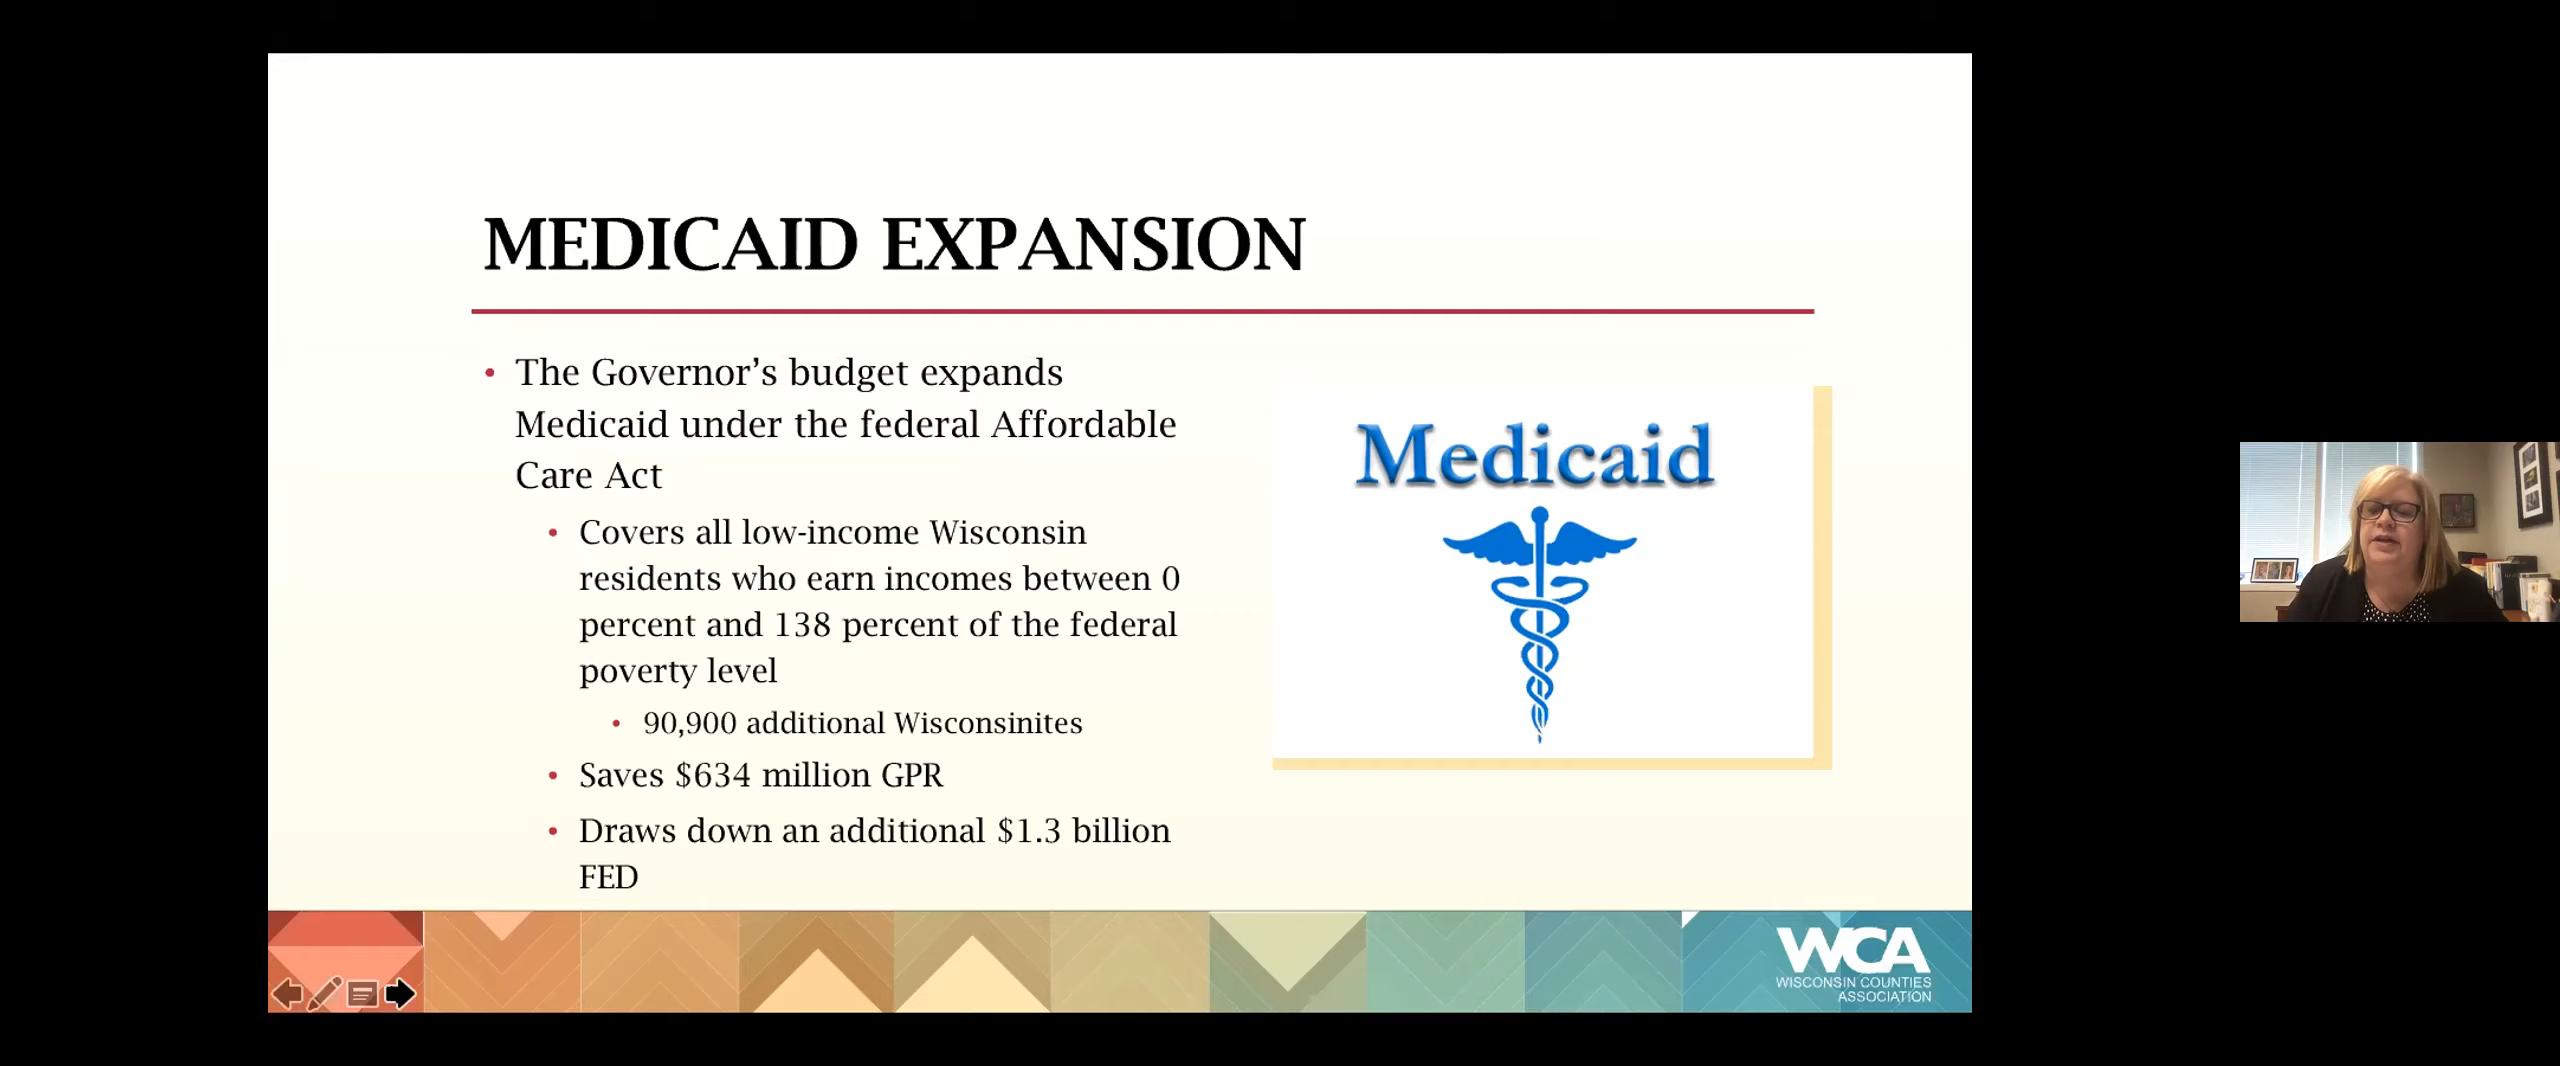 MEDICAID EXPANSION
• The Governor’s budget expands
Medicaid under the federal Affordable
Care Act
• Covers all low-income Wisconsin
residents who earn incomes between 0
percent and 138 percent of the federal
poverty level
• 90,900 additional Wisconsinites
• Saves $634 million GPR
• Draws down an additional $1.3 billion
FED
Medicaid
WCA
WISCONSIN COUNTIES
ASSOCIATION